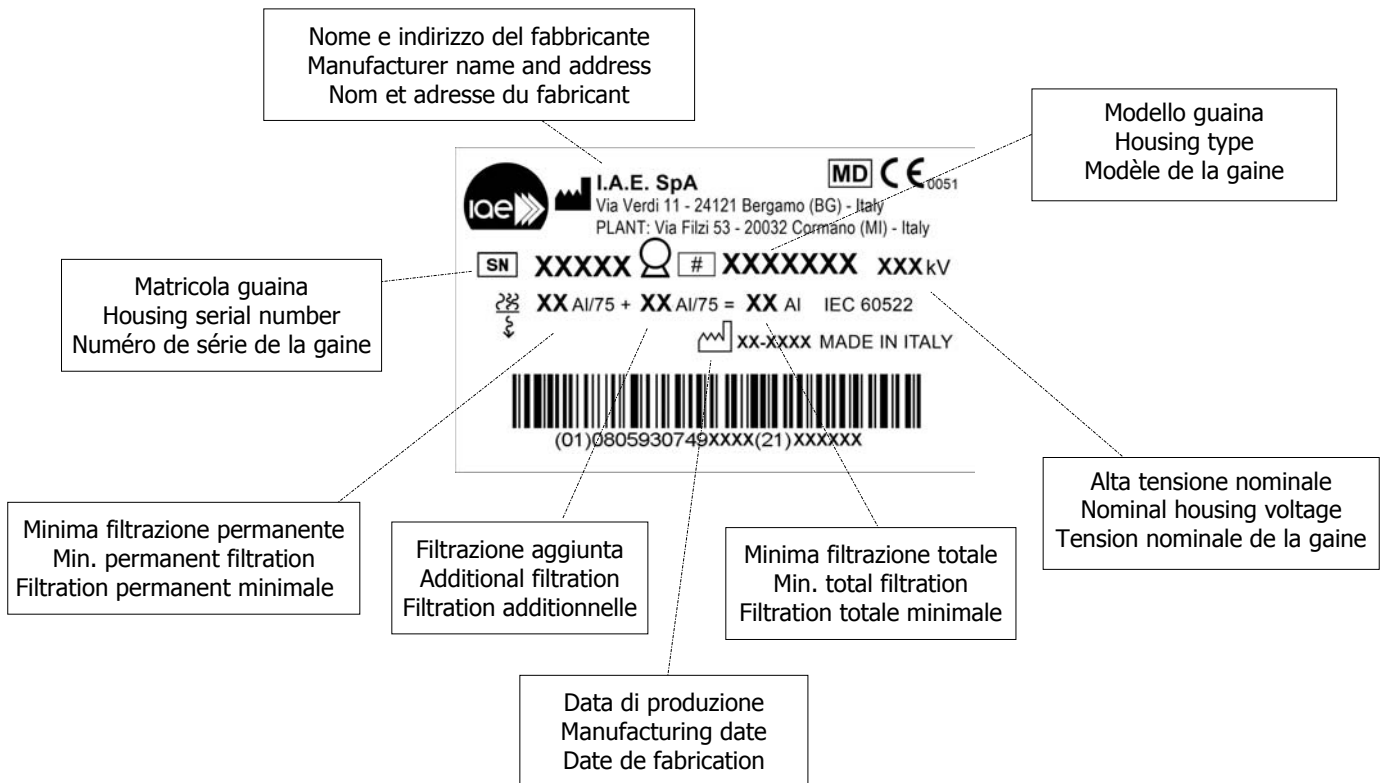 Nome e indirizzo del fabbricante
Manufacturer name and address
Nom et adresse du fabricant
Modello guaina
Housing type
Modèle de la gaine
iae
I.A.E. SpA
MD CE 0051
Via Verdi 11 - 24121 Bergamo (BG) - Italy
PLANT: Via Filzi 53 - 20032 Cormano (MI) - Italy
SN XXXXX # XXXXXXX XXX kV
XX Al/75 + XX Al/75 = XX Al IEC 60522
XX-XXXX MADE IN ITALY
(01)0805930749XXXX(21)XXXXXX
Matricola guaina
Housing serial number
Numéro de série de la gaine
Alta tensione nominale
Nominal housing voltage
Tension nominale de la gaine
Minima filtrazione permanente
Min. permanent filtration
Filtration permanent minimale
Filtrazione aggiunta
Additional filtration
Filtration additionnelle
Minima filtrazione totale
Min. total filtration
Filtration totale minimale
Data di produzione
Manufacturing date
Date de fabrication